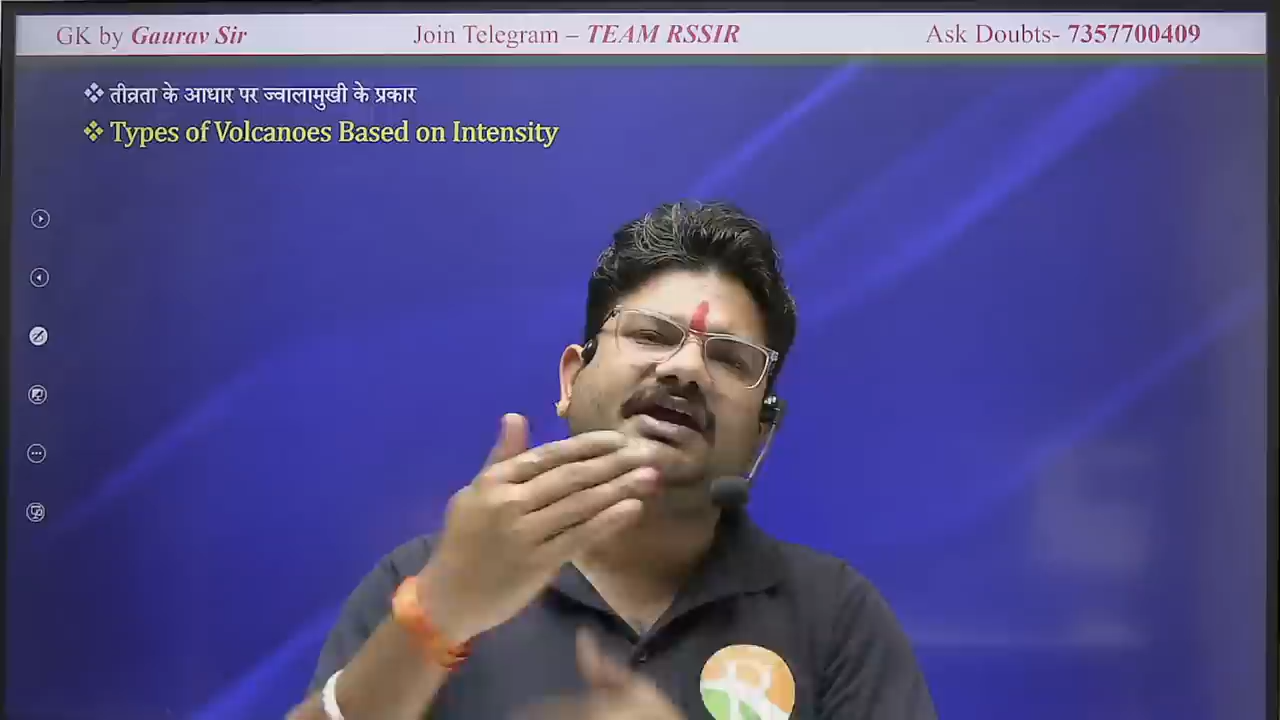 GK by Gaurav Sir Join Telegram – TEAM RSSIR Ask Doubts- 7357700409
❖ तीव्रता के आधार पर ज्वालामुखी के प्रकार
❖ Types of Volcanoes Based on Intensity